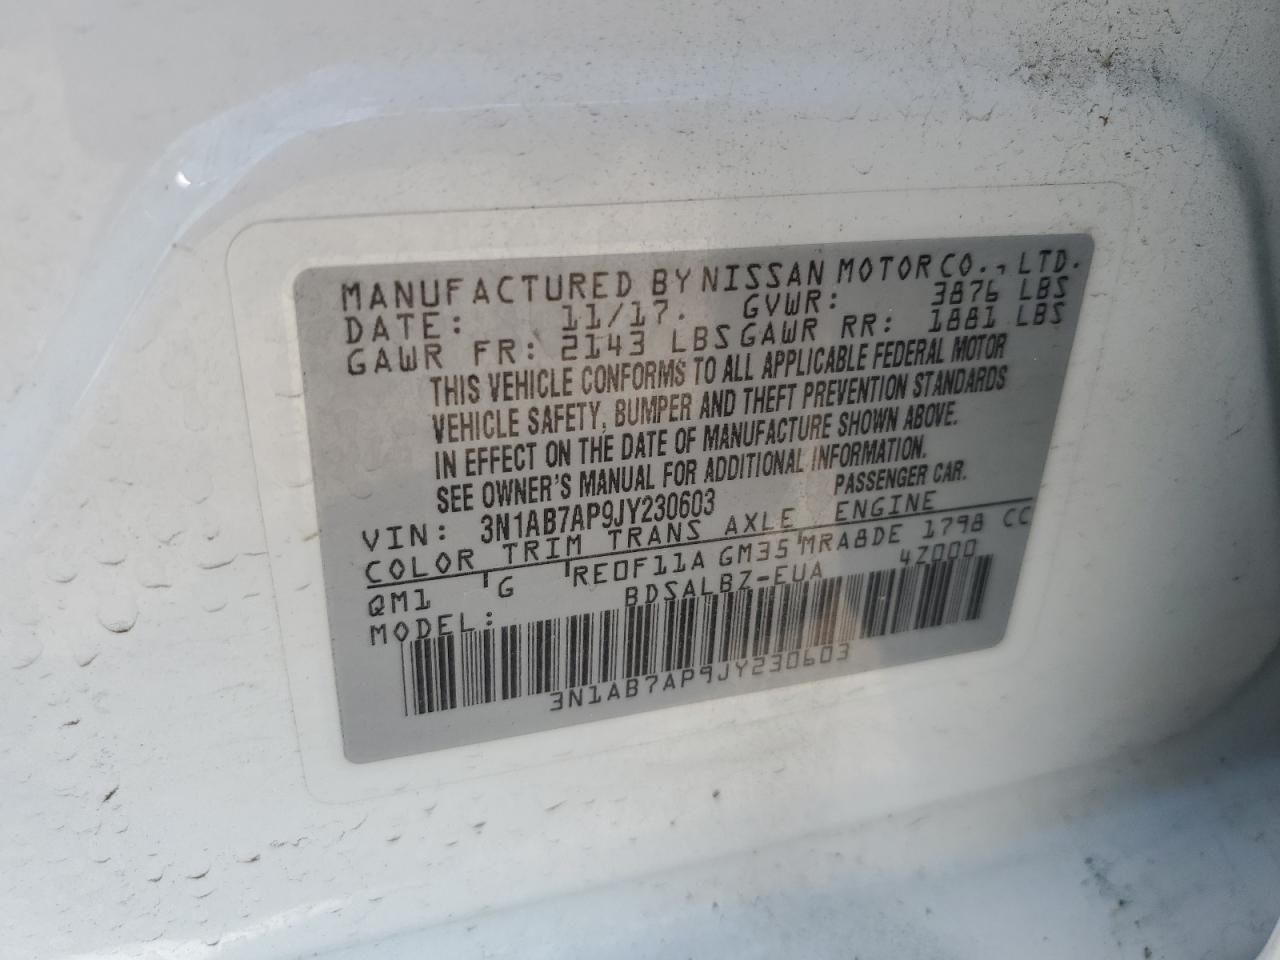 MANUFACTURED BY NISSAN MOTOR CO., LTD.
DATE: 11/17. GVWR: 3876 LBS
GAWR FR: 2143 LBS GAWR RR: 1881 LBS
THIS VEHICLE CONFORMS TO ALL APPLICABLE FEDERAL MOTOR
VEHICLE SAFETY, BUMPER AND THEFT PREVENTION STANDARDS
IN EFFECT ON THE DATE OF MANUFACTURE SHOWN ABOVE.
SEE OWNER'S MANUAL FOR ADDITIONAL INFORMATION.
VIN: 3N1AB7AP9JY230603 PASSENGER CAR.
COLOR TRIM TRANS AXLE ENGINE
QM1 G RE0F11A GM35 MRA8DE 1798 CC
MODEL: BDSALBZ-EUA 4Z000
3N1AB7AP9JY230603